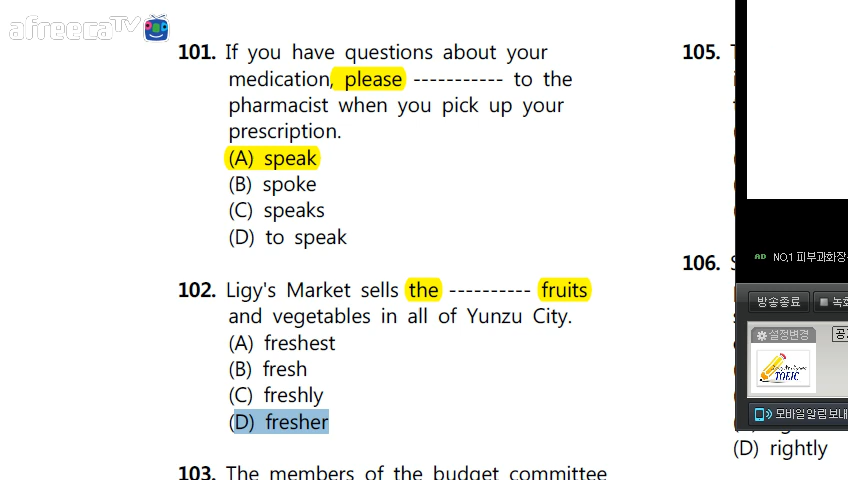 afreecaTV
101. If you have questions about your
medication, please ----------- to the
pharmacist when you pick up your
prescription.
(A) speak
(B) spoke
(C) speaks
(D) to speak
102. Ligy's Market sells the ---------- fruits
and vegetables in all of Yunzu City.
(A) freshest
(B) fresh
(C) freshly
(D) fresher
103. The members of the budget committee
105.
106.
(D) rightly
AD NO,1 피부과화장
방송종료
녹화
설정변경
TOEIC
모바일알림보내